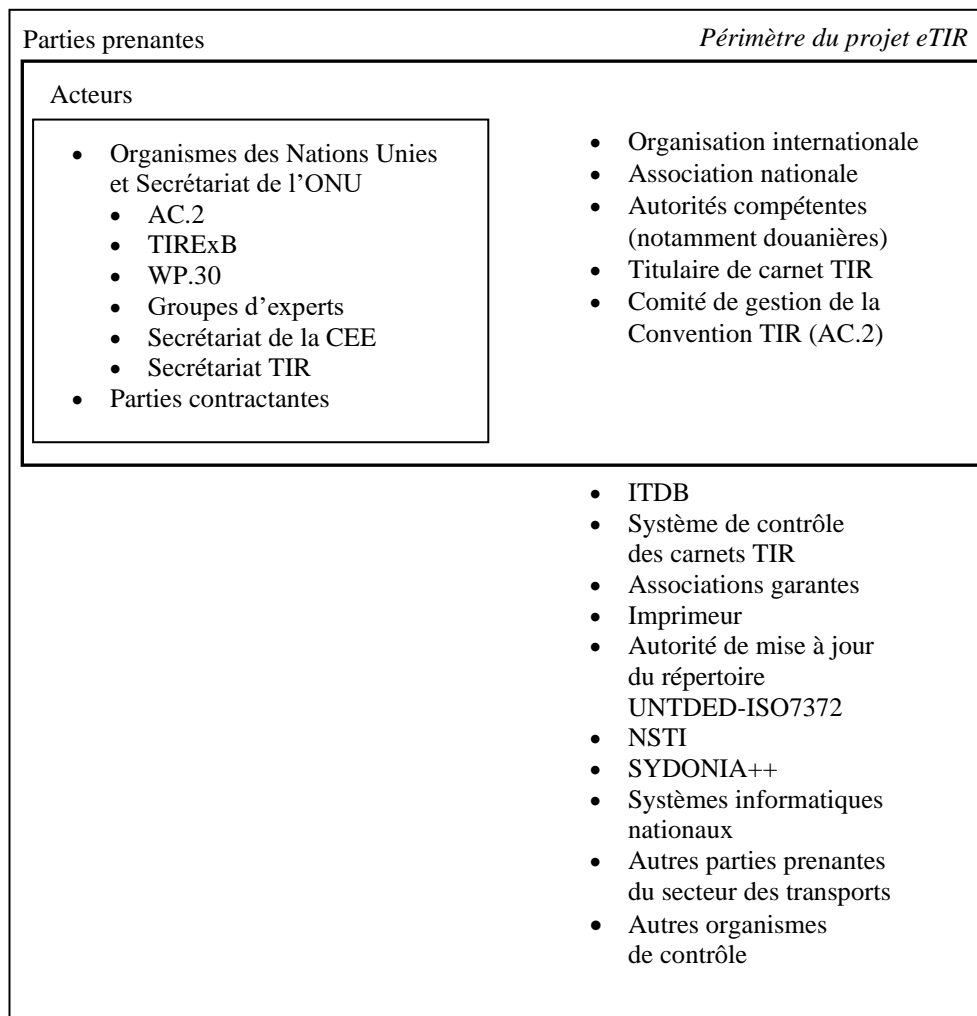 Parties prenantes
Périmètre du projet eTIR
Acteurs
• Organismes des Nations Unies
et Secrétariat de l'ONU
• AC.2
• TIRExB
• WP.30
• Groupes d'experts
• Secrétariat de la CEE
• Secrétariat TIR
• Parties contractantes
• Organisation internationale
• Association nationale
• Autorités compétentes
(notamment douanières)
• Titulaire de carnet TIR
• Comité de gestion de la
Convention TIR (AC.2)
• ITDB
• Système de contrôle
des carnets TIR
• Associations garantes
• Imprimeur
• Autorité de mise à jour
du répertoire
UNTDED-ISO7372
• NSTI
• SYDONIA++
• Systèmes informatiques
nationaux
• Autres parties prenantes
du secteur des transports
• Autres organismes
de contrôle